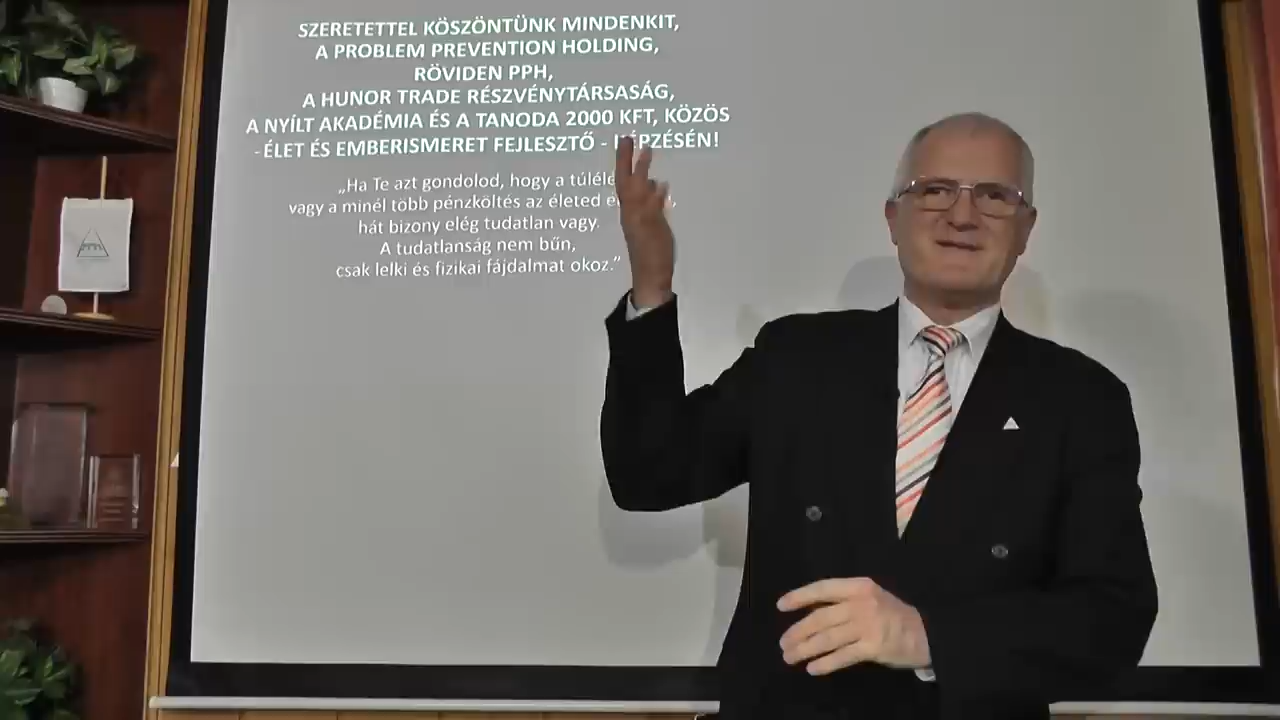 SZERETETTEL KÖSZÖNTÜNK MINDENKIT,
A PROBLEM PREVENTION HOLDING,
RÖVIDEN PPH,
A HUNOR TRADE RÉSZVÉNYTÁRSASÁG,
A NYÍLT AKADÉMIA ÉS A TANODA 2000 KFT, KÖZÖS
- ÉLET ÉS EMBERISMERET FEJLESZTŐ - KÉPZÉSÉN!
„Ha Te azt gondolod, hogy a túlélé
vagy a minél több pénzköltés az életed
hát bizony elég tudatlan vagy.
A tudatlanság nem bűn,
csak lelki és fizikai fájdalmat okoz.”